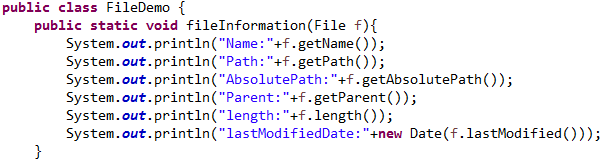 public class FileDemo {
    public static void fileInformation(File f){
        System.out.println("Name:"+f.getName());
        System.out.println("Path:"+f.getPath());
        System.out.println("AbsolutePath:"+f.getAbsolutePath());
        System.out.println("Parent:"+f.getParent());
        System.out.println("length:"+f.length());
        System.out.println("lastModifiedDate:"+new Date(f.lastModified()));
    }